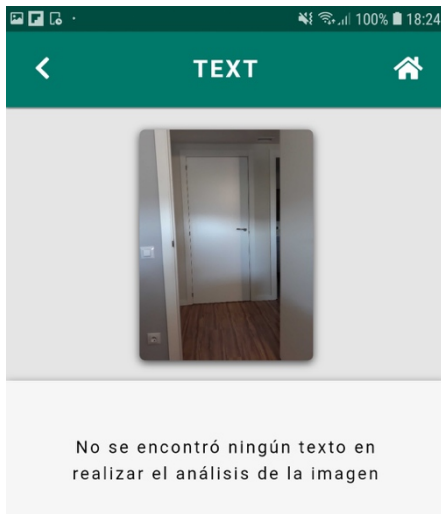 100% 18:24
TEXT
No se encontró ningún texto en
realizar el análisis de la imagen